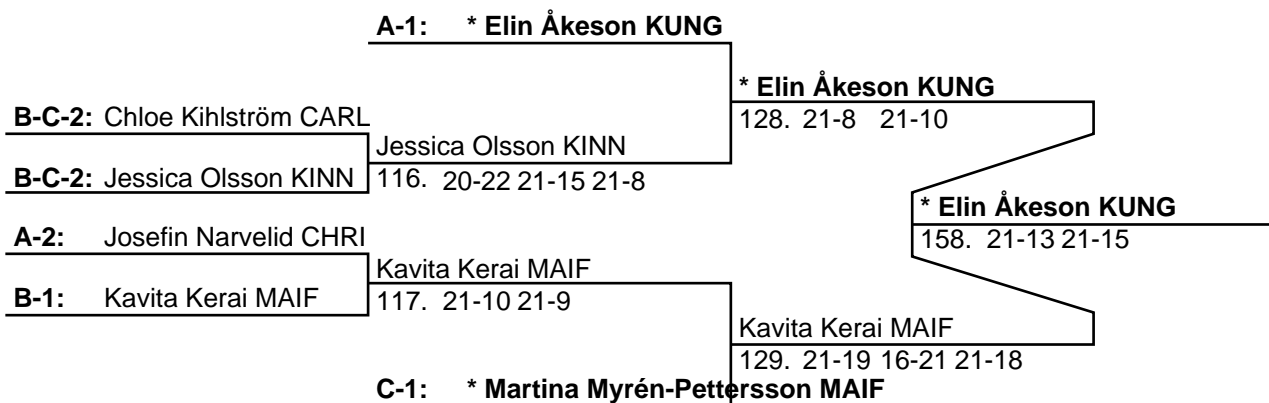 A-1: * Elin Åkeson KUNG
* Elin Åkeson KUNG
B-C-2: Chloe Kihlström CARL
128. 21-8 21-10
Jessica Olsson KINN
B-C-2: Jessica Olsson KINN
116. 20-22 21-15 21-8
* Elin Åkeson KUNG
A-2: Josefin Narvelid CHRI
158. 21-13 21-15
Kavita Kerai MAIF
B-1: Kavita Kerai MAIF
117. 21-10 21-9
Kavita Kerai MAIF
129. 21-19 16-21 21-18
C-1: * Martina Myrén-Pettersson MAIF